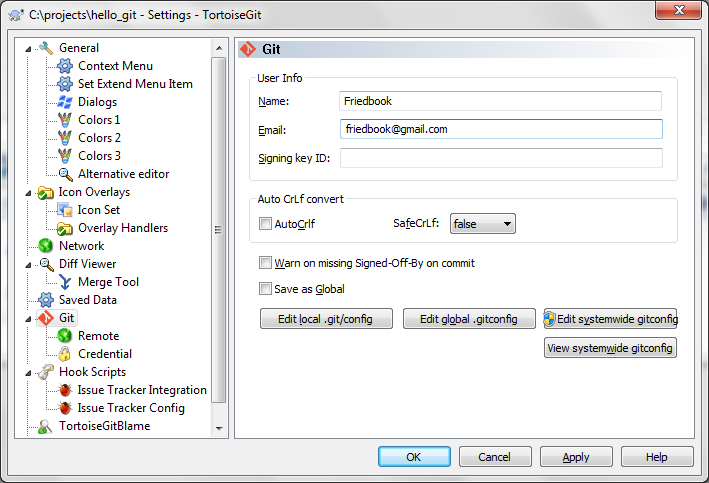 C:\projects\hello_git - Settings - TortoiseGit
General
Context Menu
Set Extend Menu Item
Dialogs
Colors 1
Colors 2
Colors 3
Alternative editor
Icon Overlays
Icon Set
Overlay Handlers
Network
Diff Viewer
Merge Tool
Saved Data
Git
Remote
Credential
Hook Scripts
Issue Tracker Integration
Issue Tracker Config
TortoiseGitBlame
Git
User Info
Name: Friedbook
Email: friedbook@gmail.com
Signing key ID:
Auto CrLf convert
AutoCrlf SafeCrLf: false
Warn on missing Signed-Off-By on commit
Save as Global
Edit local .git/config Edit global .gitconfig Edit systemwide gitconfig
View systemwide gitconfig
OK Cancel Apply Help